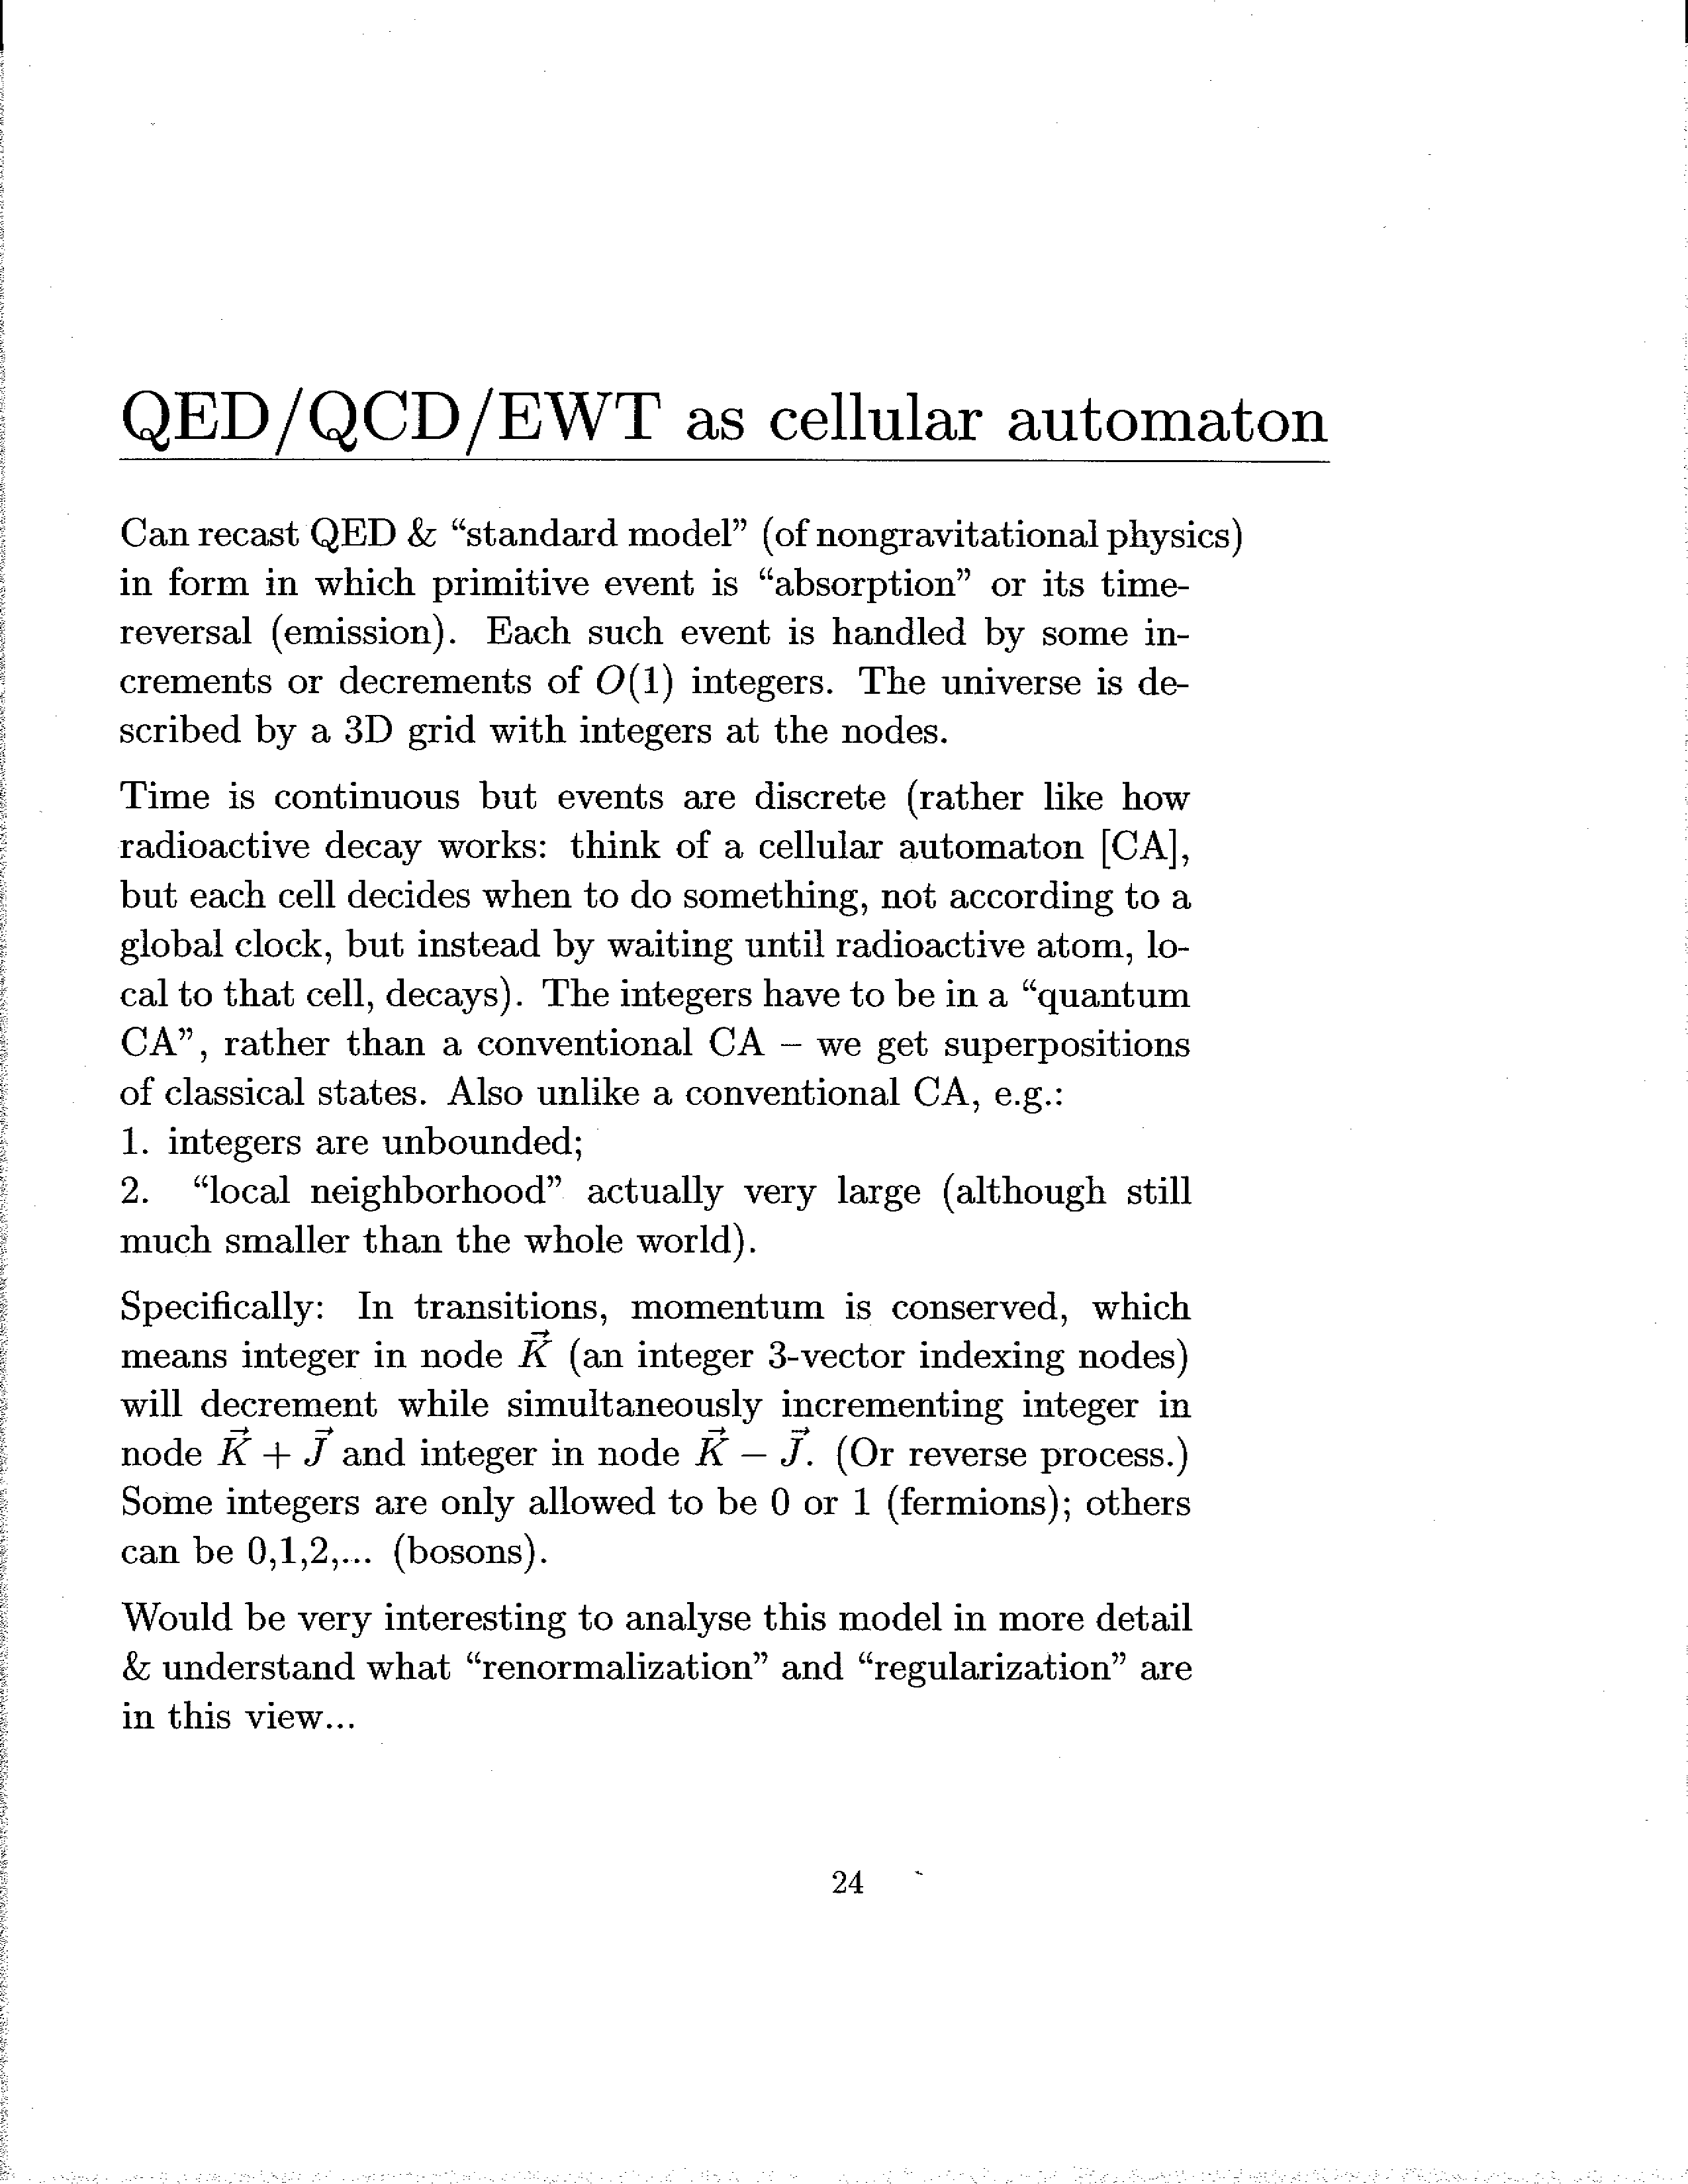 QED/QCD/EWT as cellular automaton
Can recast QED & “standard model” (of nongravitational physics)
in form in which primitive event is “absorption” or its time-
reversal (emission). Each such event is handled by some in-
crements or decrements of O(1) integers. The universe is de-
scribed by a 3D grid with integers at the nodes.
Time is continuous but events are discrete (rather like how
radioactive decay works: think of a cellular automaton [CA],
but each cell decides when to do something, not according to a
global clock, but instead by waiting until radioactive atom, lo-
cal to that cell, decays). The integers have to be in a “quantum
CA”, rather than a conventional CA – we get superpositions
of classical states. Also unlike a conventional CA, e.g.:
1. integers are unbounded;
2. “local neighborhood” actually very large (although still
much smaller than the whole world).
Specifically: In transitions, momentum is conserved, which
means integer in node K⃗ (an integer 3-vector indexing nodes)
will decrement while simultaneously incrementing integer in
node K⃗ + J⃗ and integer in node K⃗ − J⃗. (Or reverse process.)
Some integers are only allowed to be 0 or 1 (fermions); others
can be 0,1,2,... (bosons).
Would be very interesting to analyse this model in more detail
& understand what “renormalization” and “regularization” are
in this view...
24